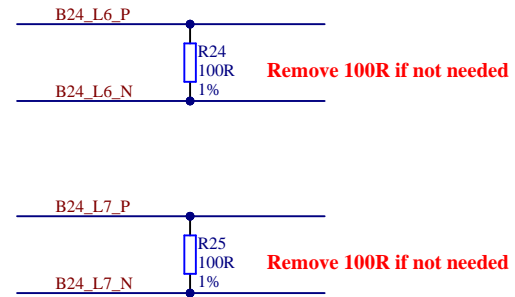 B24_L6_P
R24
100R
1%
Remove 100R if not needed
B24_L6_N
B24_L7_P
R25
100R
1%
Remove 100R if not needed
B24_L7_N